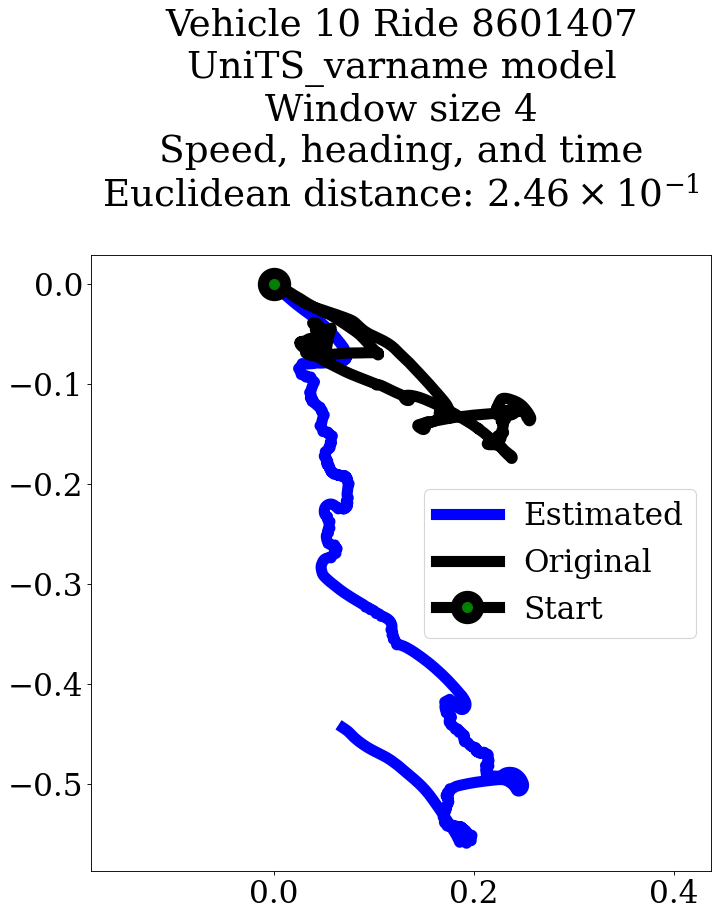 Vehicle 10 Ride 8601407
UniTS_varname model
Window size 4
Speed, heading, and time
Euclidean distance: 2.46 × 10⁻¹
0.0
−0.1
−0.2
−0.3
−0.4
−0.5
Estimated
Original
Start
0.0 0.2 0.4